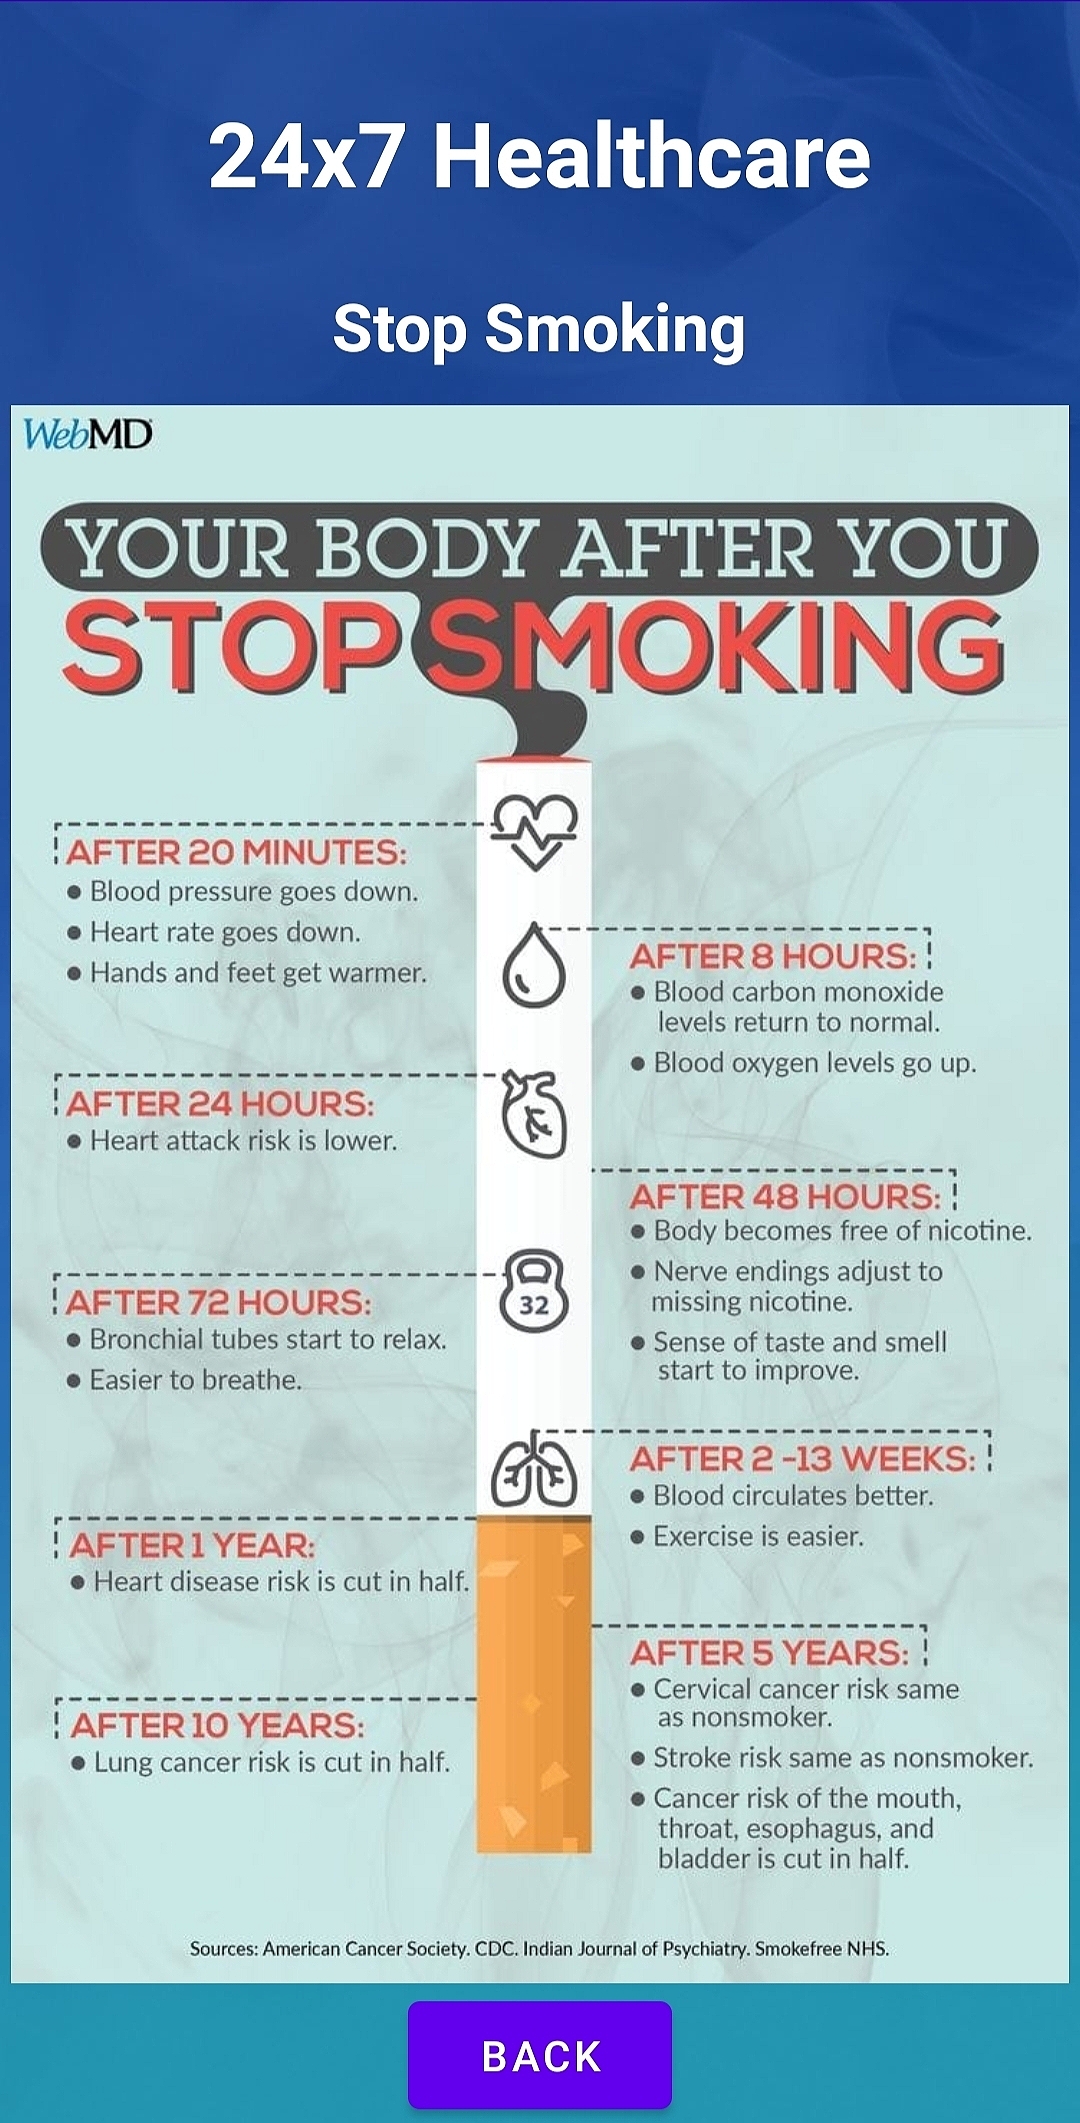 24x7 Healthcare
Stop Smoking
WebMD
YOUR BODY AFTER YOU
STOP SMOKING
AFTER 20 MINUTES:
● Blood pressure goes down.
● Heart rate goes down.
● Hands and feet get warmer.
AFTER 8 HOURS:
● Blood carbon monoxide
levels return to normal.
● Blood oxygen levels go up.
AFTER 24 HOURS:
● Heart attack risk is lower.
AFTER 48 HOURS:
● Body becomes free of nicotine.
● Nerve endings adjust to
missing nicotine.
● Sense of taste and smell
start to improve.
32
AFTER 72 HOURS:
● Bronchial tubes start to relax.
● Easier to breathe.
AFTER 2 -13 WEEKS:
● Blood circulates better.
● Exercise is easier.
AFTER 1 YEAR:
● Heart disease risk is cut in half.
AFTER 5 YEARS:
● Cervical cancer risk same
as nonsmoker.
● Stroke risk same as nonsmoker.
● Cancer risk of the mouth,
throat, esophagus, and
bladder is cut in half.
AFTER 10 YEARS:
● Lung cancer risk is cut in half.
Sources: American Cancer Society. CDC. Indian Journal of Psychiatry. Smokefree NHS.
BACK